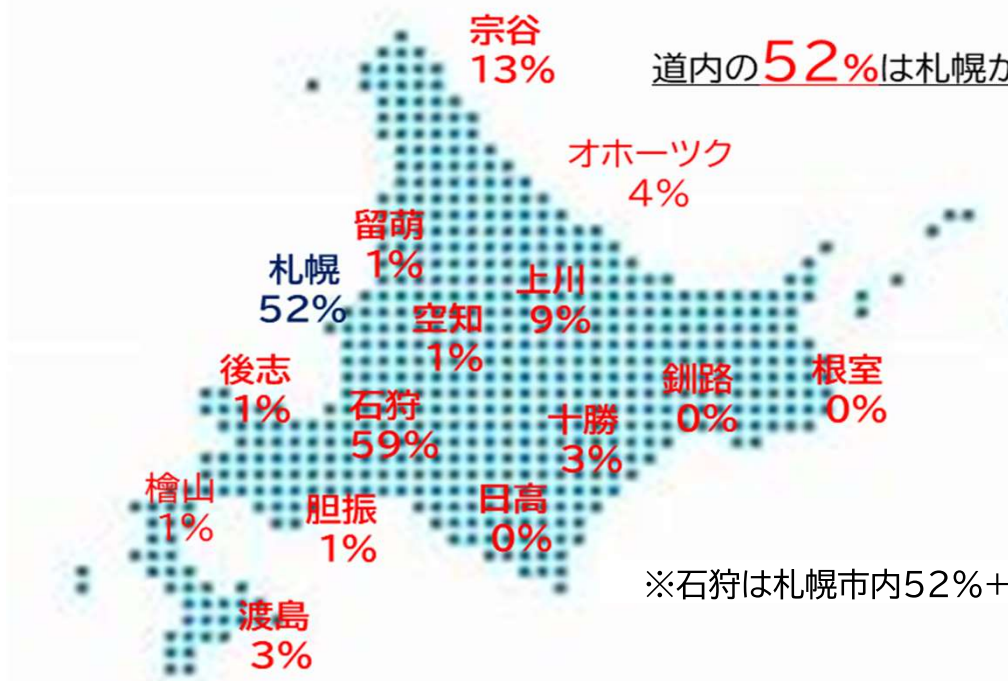 宗谷
13%
道内の52%は札幌か
オホーツク
4%
留萌
1%
札幌
52%
上川
9%
空知
1%
後志
1%
石狩
59%
釧路
0%
根室
0%
十勝
3%
檜山
1%
胆振
1%
日高
0%
※石狩は札幌市内52%+
渡島
3%